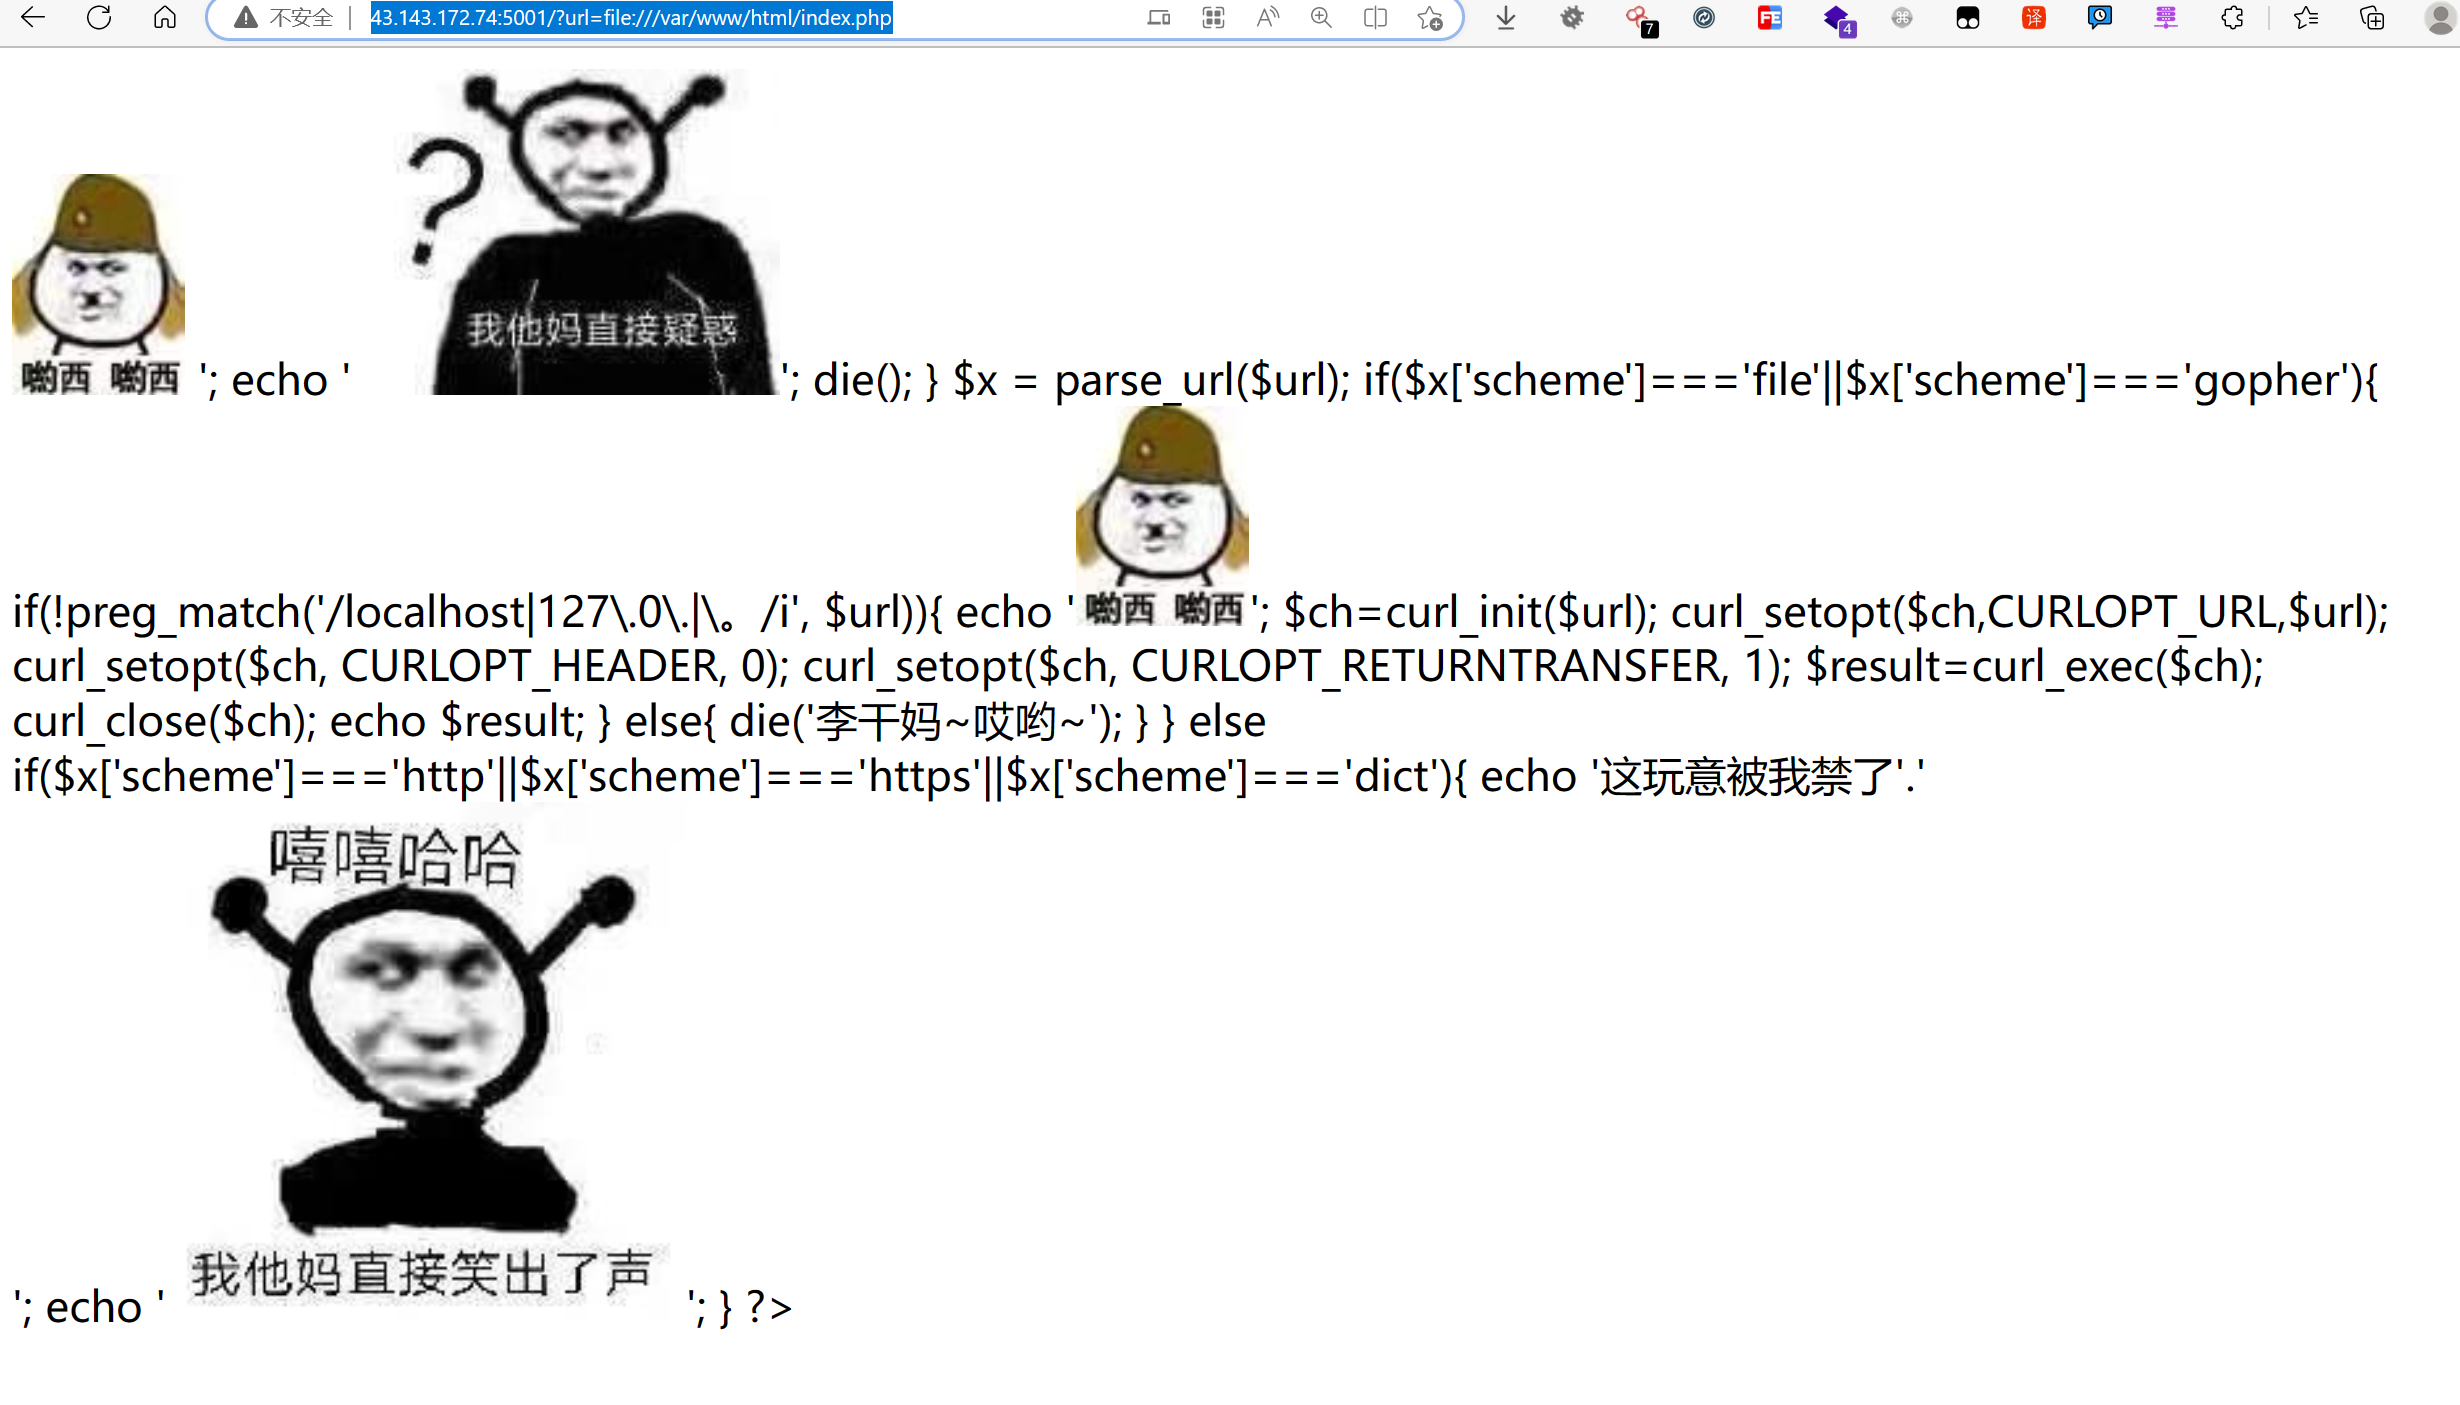 不安全 43.143.172.74:5001/?url=file:///var/www/html/index.php
7
FE
4
译
?
我他妈直接疑惑
哟西 哟西 '; echo ' '; die(); } $x = parse_url($url); if($x['scheme']==='file'||$x['scheme']==='gopher'){
if(!preg_match('/localhost|127\.0\.|\。/i', $url)){ echo ' 哟西 哟西 '; $ch=curl_init($url); curl_setopt($ch,CURLOPT_URL,$url);
curl_setopt($ch, CURLOPT_HEADER, 0); curl_setopt($ch, CURLOPT_RETURNTRANSFER, 1); $result=curl_exec($ch);
curl_close($ch); echo $result; } else{ die('李干妈~哎哟~'); } } else
if($x['scheme']==='http'||$x['scheme']==='https'||$x['scheme']==='dict'){ echo '这玩意被我禁了'.'
嘻嘻哈哈
我他妈直接笑出了声
'; echo ' '; } ?>